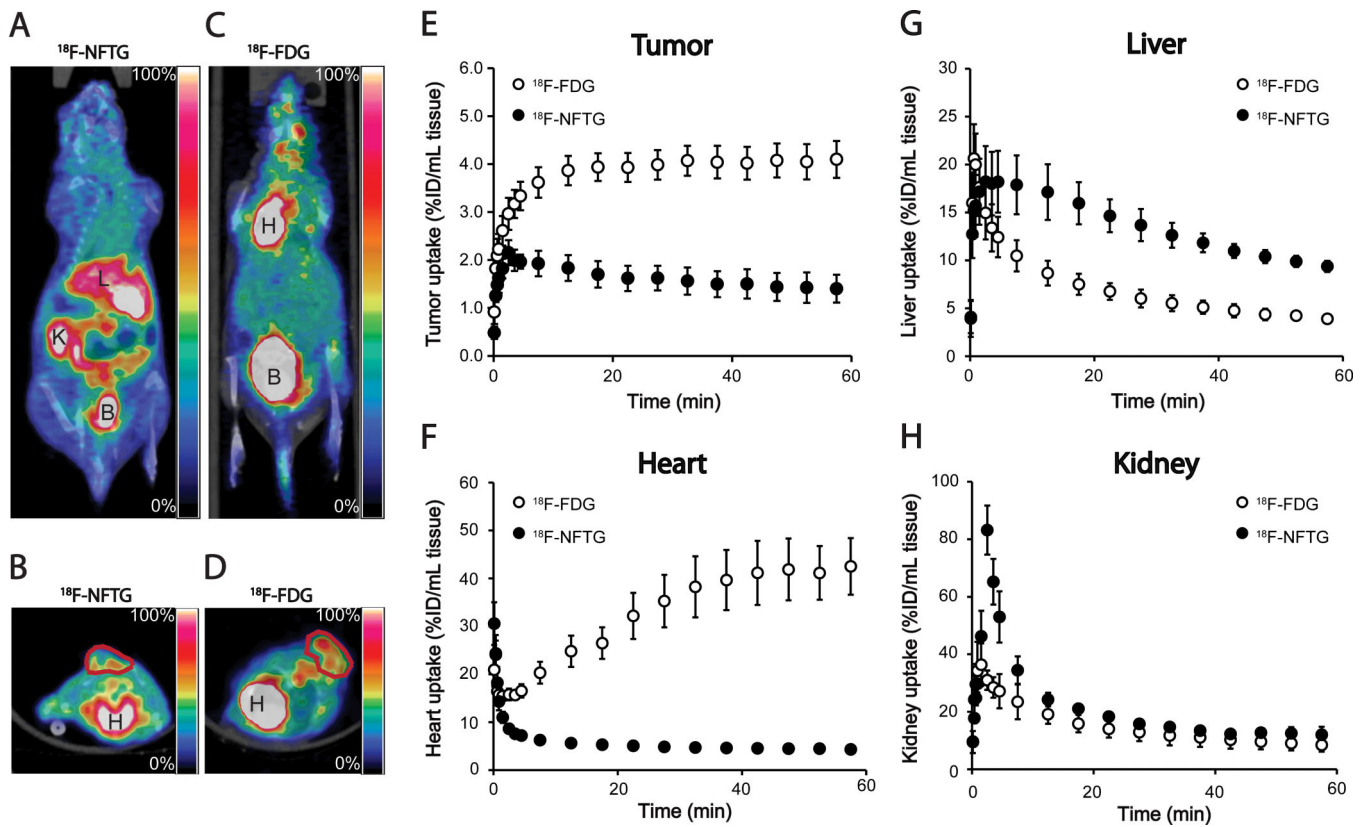 A
¹⁸F-NFTG
100%
L
K
B
0%
C
¹⁸F-FDG
100%
H
B
0%
B
¹⁸F-NFTG
100%
H
0%
D
¹⁸F-FDG
100%
H
0%
E
Tumor
Tumor uptake (%ID/mL tissue)
6.0
5.0
4.0
3.0
2.0
1.0
0.0
¹⁸F-FDG
¹⁸F-NFTG
0
20
40
60
Time (min)
F
Heart
Heart uptake (%ID/mL tissue)
60
50
40
30
20
10
0
¹⁸F-FDG
¹⁸F-NFTG
0
20
40
60
Time (min)
G
Liver
Liver uptake (%ID/mL tissue)
30
25
20
15
10
5
0
¹⁸F-FDG
¹⁸F-NFTG
0
20
40
60
Time (min)
H
Kidney
Kidney uptake (%ID/mL tissue)
100
80
60
40
20
0
¹⁸F-FDG
¹⁸F-NFTG
0
20
40
60
Time (min)